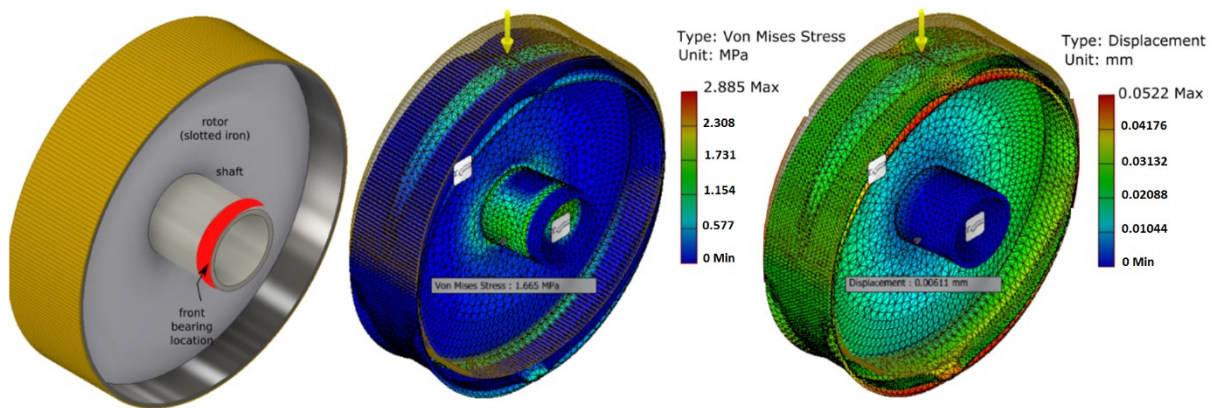 rotor
(slotted iron)
shaft
front
bearing
location
Type: Von Mises Stress
Unit: MPa
2.885 Max
2.308
1.731
1.154
0.577
0 Min
Von Mises Stress : 1.665 MPa
Type: Displacement
Unit: mm
0.0522 Max
0.04176
0.03132
0.02088
0.01044
0 Min
Displacement : 0.00611 mm